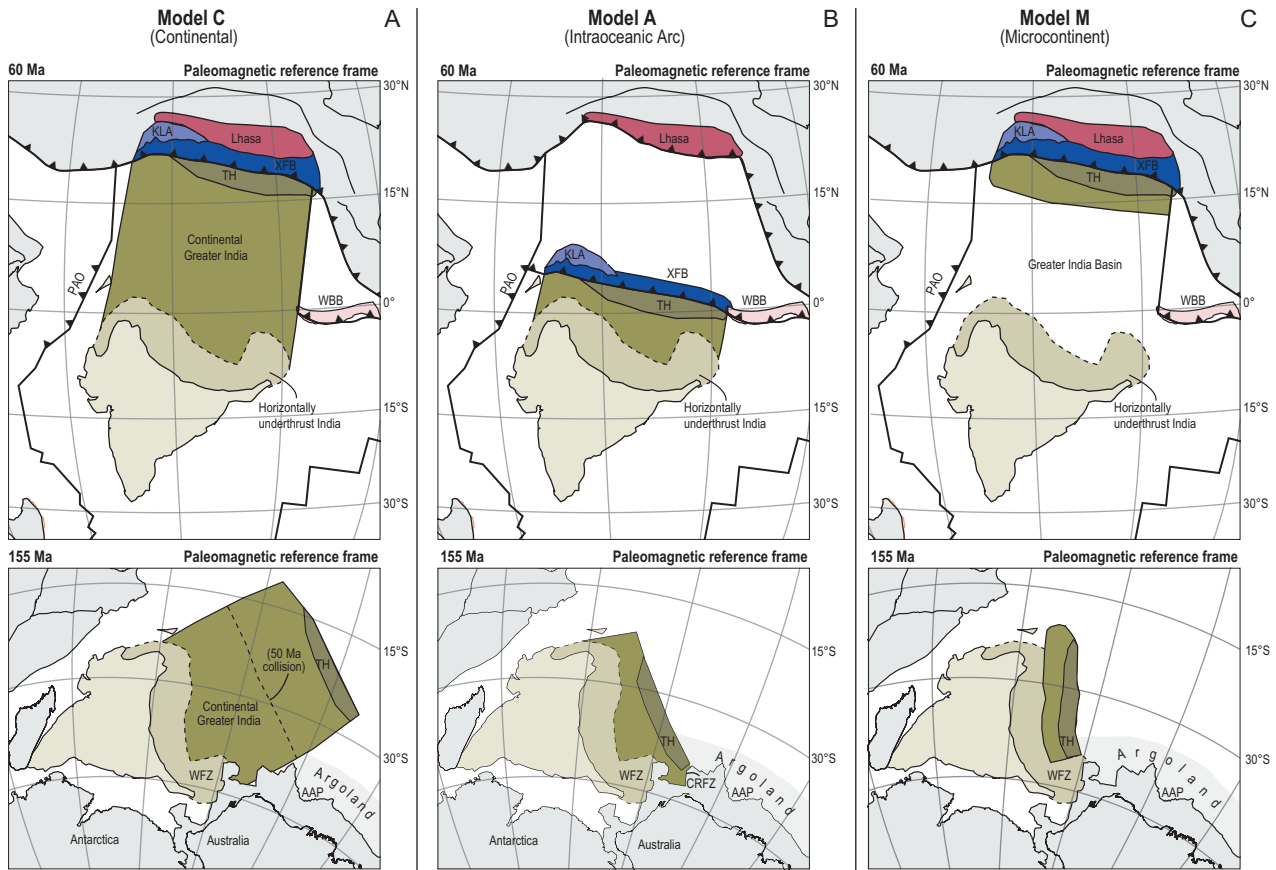 Model C
(Continental)
A
60 Ma
Paleomagnetic reference frame
30°N
KLA
Lhasa
XFB
TH
15°N
Continental
Greater India
PAO
WBB
0°
15°S
Horizontally
underthrust India
30°S
155 Ma
Paleomagnetic reference frame
15°S
TH
(50 Ma
collision)
Continental
Greater India
30°S
WFZ
Argoland
AAP
Antarctica
Australia
Model A
(Intraoceanic Arc)
B
60 Ma
Paleomagnetic reference frame
30°N
Lhasa
15°N
KLA
XFB
PAO
TH
WBB
0°
15°S
Horizontally
underthrust India
30°S
155 Ma
Paleomagnetic reference frame
15°S
TH
30°S
WFZ
CRFZ
Argoland
AAP
Antarctica
Australia
Model M
(Microcontinent)
C
60 Ma
Paleomagnetic reference frame
30°N
KLA
Lhasa
XFB
TH
15°N
Greater India Basin
PAO
WBB
0°
15°S
Horizontally
underthrust India
30°S
155 Ma
Paleomagnetic reference frame
15°S
TH
30°S
WFZ
Argoland
AAP
Antarctica
Australia